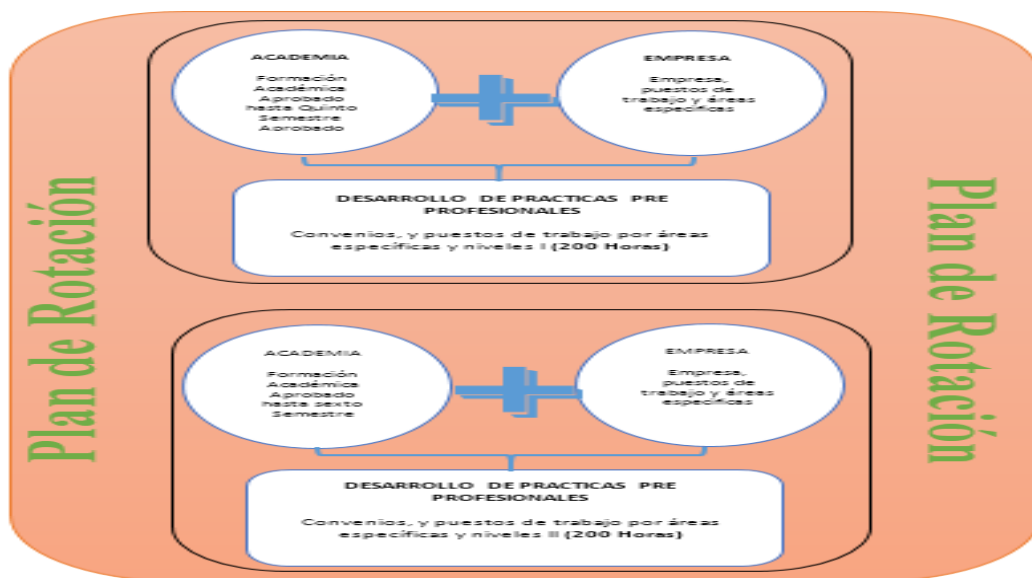 Plan de Rotación
ACADEMIA
Formación
Académica
Aprobado
hasta Quinto
Semestre
Aprobado
EMPRESA
Empresa,
puestos de
trabajo y áreas
específicas
DESARROLLO DE PRACTICAS PRE
PROFESIONALES
Convenios, y puestos de trabajo por áreas
específicas y niveles I (200 Horas)
ACADEMIA
Formación
Académica
Aprobado
hasta sexto
Semestre
EMPRESA
Empresa,
puestos de
trabajo y áreas
específicas
DESARROLLO DE PRACTICAS PRE
PROFESIONALES
Convenios, y puestos de trabajo por áreas
específicas y niveles II (200 Horas)
Plan de Rotación